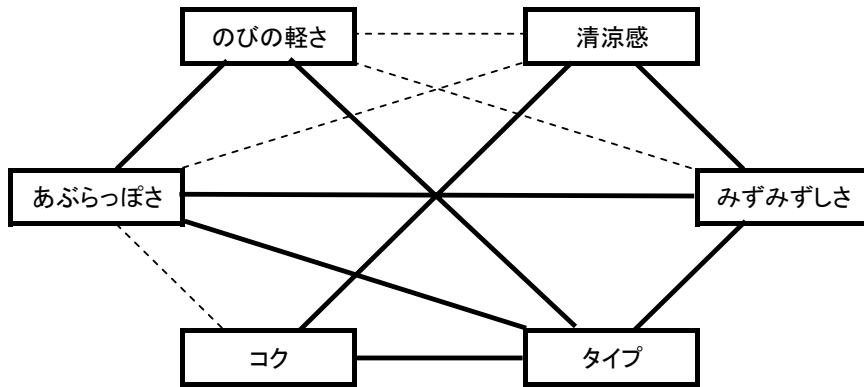 のびの軽さ
清涼感
あぶらっぽさ
みずみずしさ
コク
タイプ